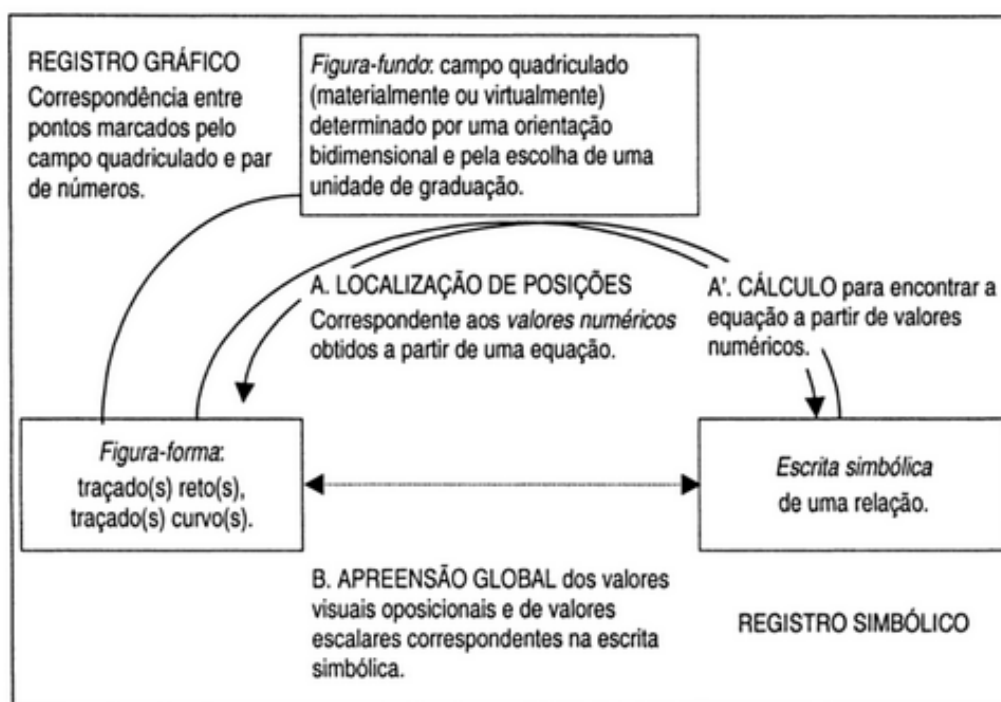 REGISTRO GRÁFICO
Correspondência entre
pontos marcados pelo
campo quadriculado e par
de números.
Figura-fundo: campo quadriculado
(materialmente ou virtualmente)
determinado por uma orientação
bidimensional e pela escolha de uma
unidade de graduação.
A. LOCALIZAÇÃO DE POSIÇÕES
Correspondente aos valores numéricos
obtidos a partir de uma equação.
A'. CÁLCULO para encontrar a
equação a partir de valores
numéricos.
Figura-forma:
traçado(s) reto(s),
traçado(s) curvo(s).
Escrita simbólica
de uma relação.
B. APREENSÃO GLOBAL dos valores
visuais oposicionais e de valores
escalares correspondentes na escrita
simbólica.
REGISTRO SIMBÓLICO